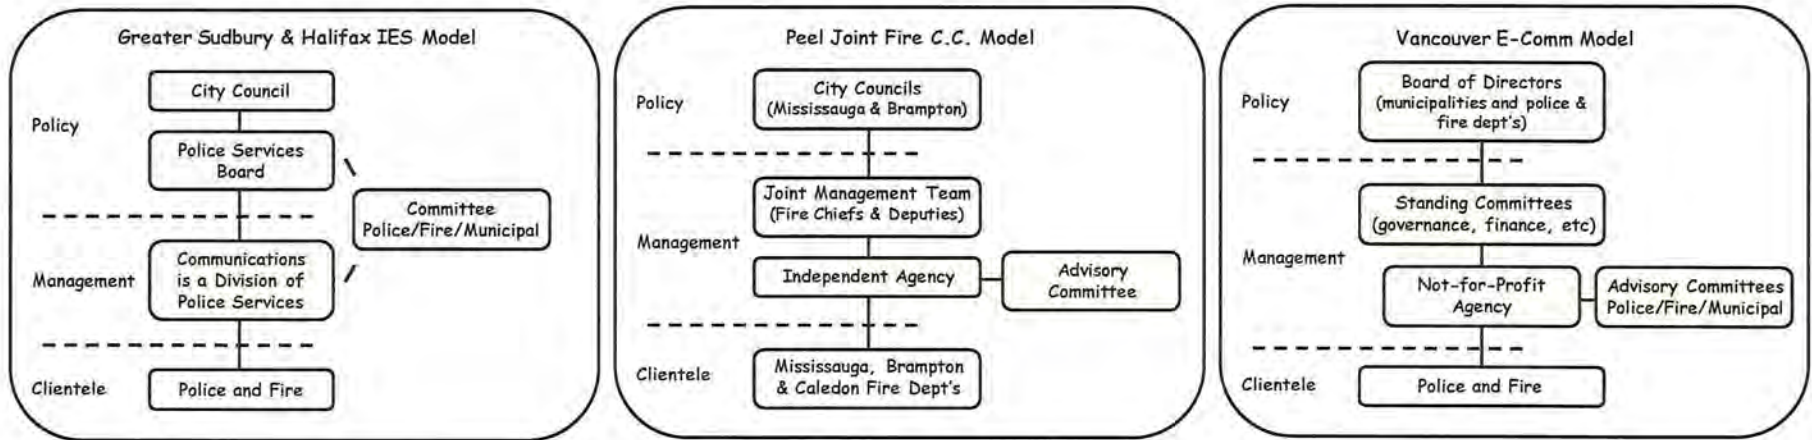 Greater Sudbury & Halifax IES Model
City Council
Policy
Police Services
Board
Committee
Police/Fire/Municipal
Management
Communications
is a Division of
Police Services
Clientele
Police and Fire
Peel Joint Fire C.C. Model
Policy
City Councils
(Mississauga & Brampton)
Joint Management Team
(Fire Chiefs & Deputies)
Management
Independent Agency
Advisory
Committee
Clientele
Mississauga, Brampton
& Caledon Fire Dept's
Vancouver E-Comm Model
Policy
Board of Directors
(municipalities and police &
fire dept's)
Standing Committees
(governance, finance, etc)
Management
Not-for-Profit
Agency
Advisory Committees
Police/Fire/Municipal
Clientele
Police and Fire